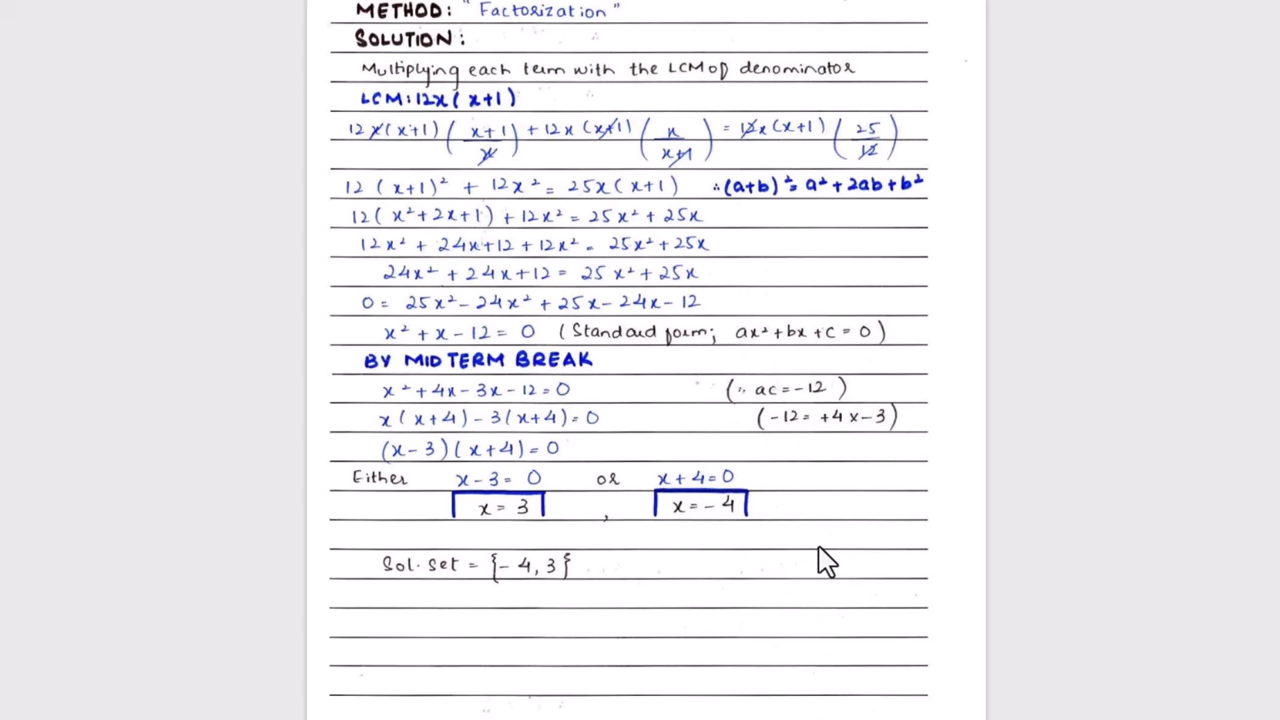 METHOD: "Factorization"
SOLUTION:
Multiplying each term with the LCM of denominator
LCM: 12x(x+1)
12x(x+1)((x+1)/x) + 12x(x+1)(x/(x+1)) = 12x(x+1)(25/12)
12(x+1)² + 12x² = 25x(x+1) ∴(a+b)²= a²+2ab+b²
12(x²+2x+1)+12x² = 25x²+25x
12x² + 24x+12+12x² = 25x²+25x
24x² + 24x+12 = 25x²+25x
0 = 25x²-24x²+25x-24x-12
x²+x-12 = 0 (Standard form; ax²+bx+c=0)
BY MID TERM BREAK
x²+4x-3x-12=0 (∵ ac=-12)
x(x+4)-3(x+4)=0 (-12= +4x-3)
(x-3)(x+4)=0
Either x-3= 0 or x+4=0
x= 3 , x=-4
Sol. set = {-4,3}